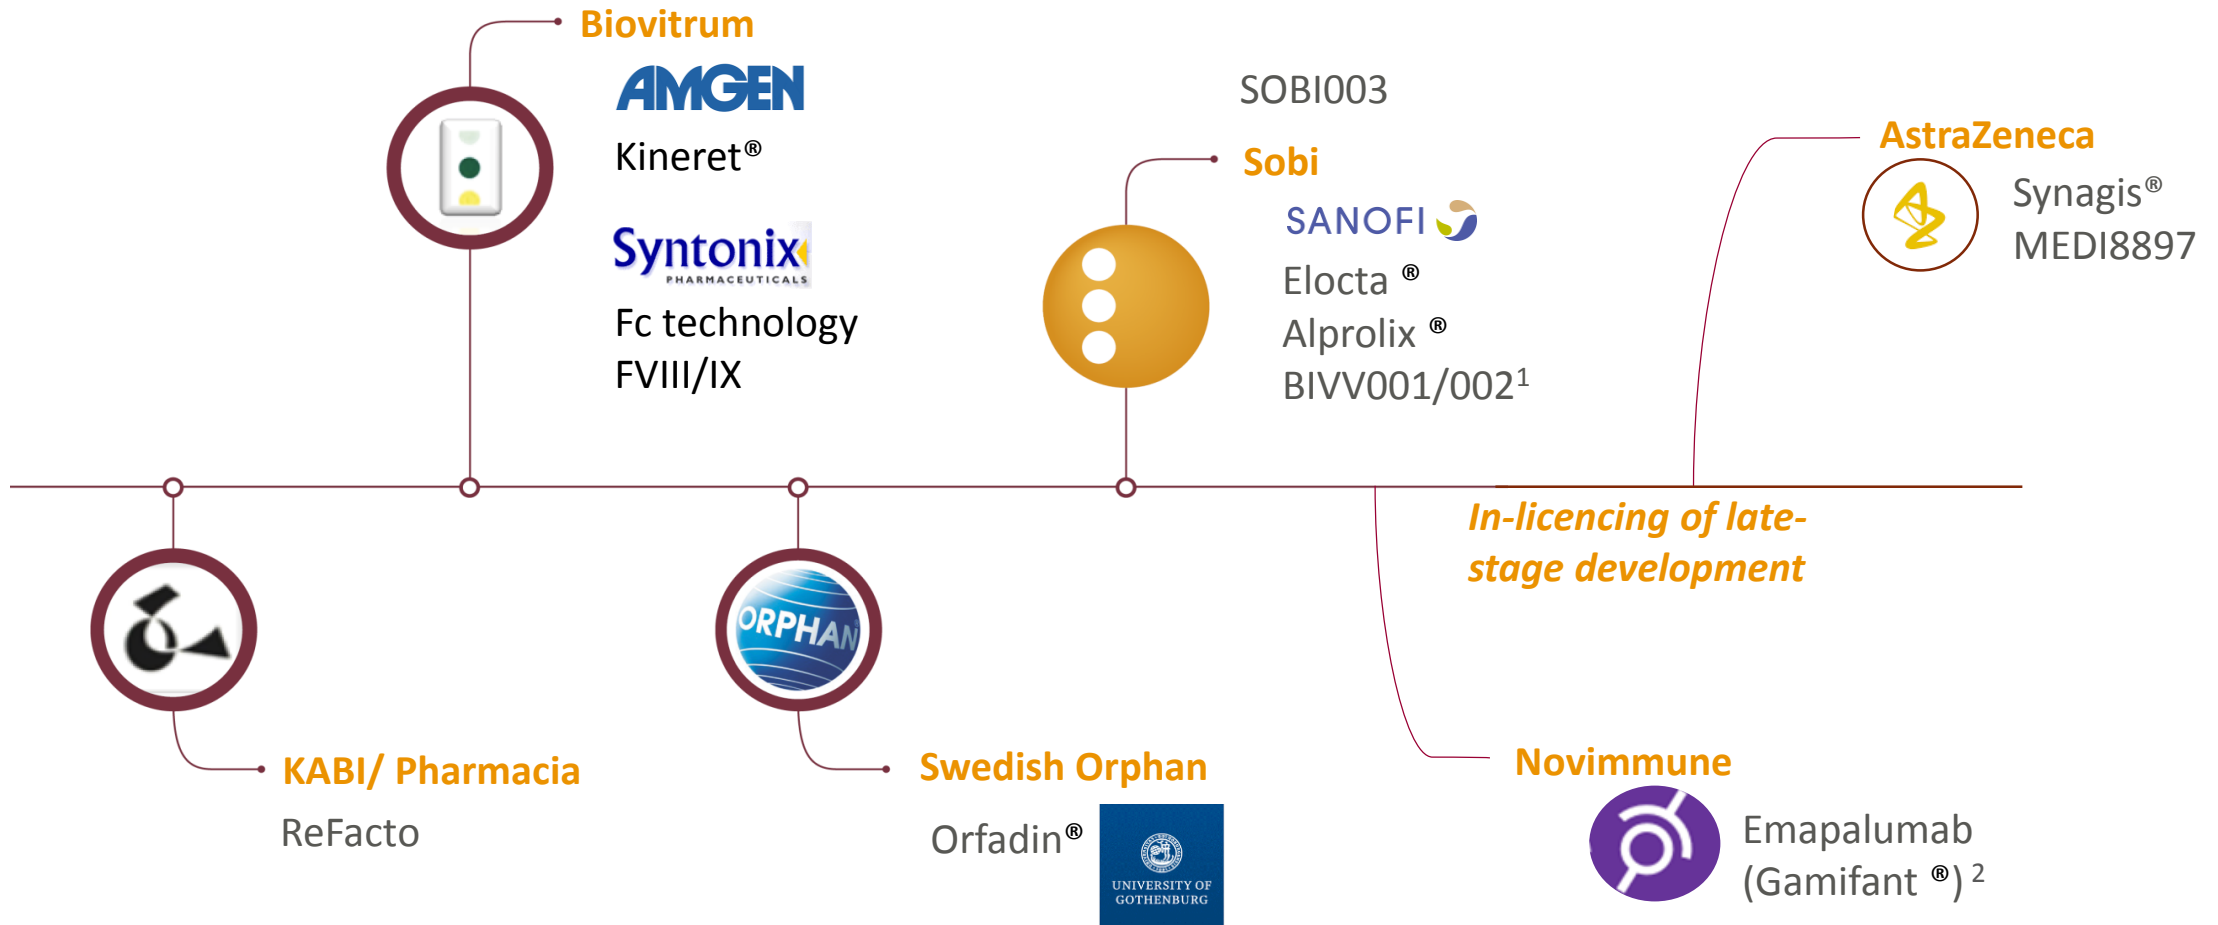 Biovitrum
AMGEN
Kineret®
Syntonix
PHARMACEUTICALS
Fc technology
FVIII/IX
SOBI003
Sobi
SANOFI
Elocta ®
Alprolix ®
BIVV001/002¹
AstraZeneca
Synagis®
MEDI8897
In-licencing of late-
stage development
KABI/ Pharmacia
ReFacto
ORPHAN
Swedish Orphan
Orfadin®
UNIVERSITY OF
GOTHENBURG
Novimmune
Emapalumab
(Gamifant ®) ²